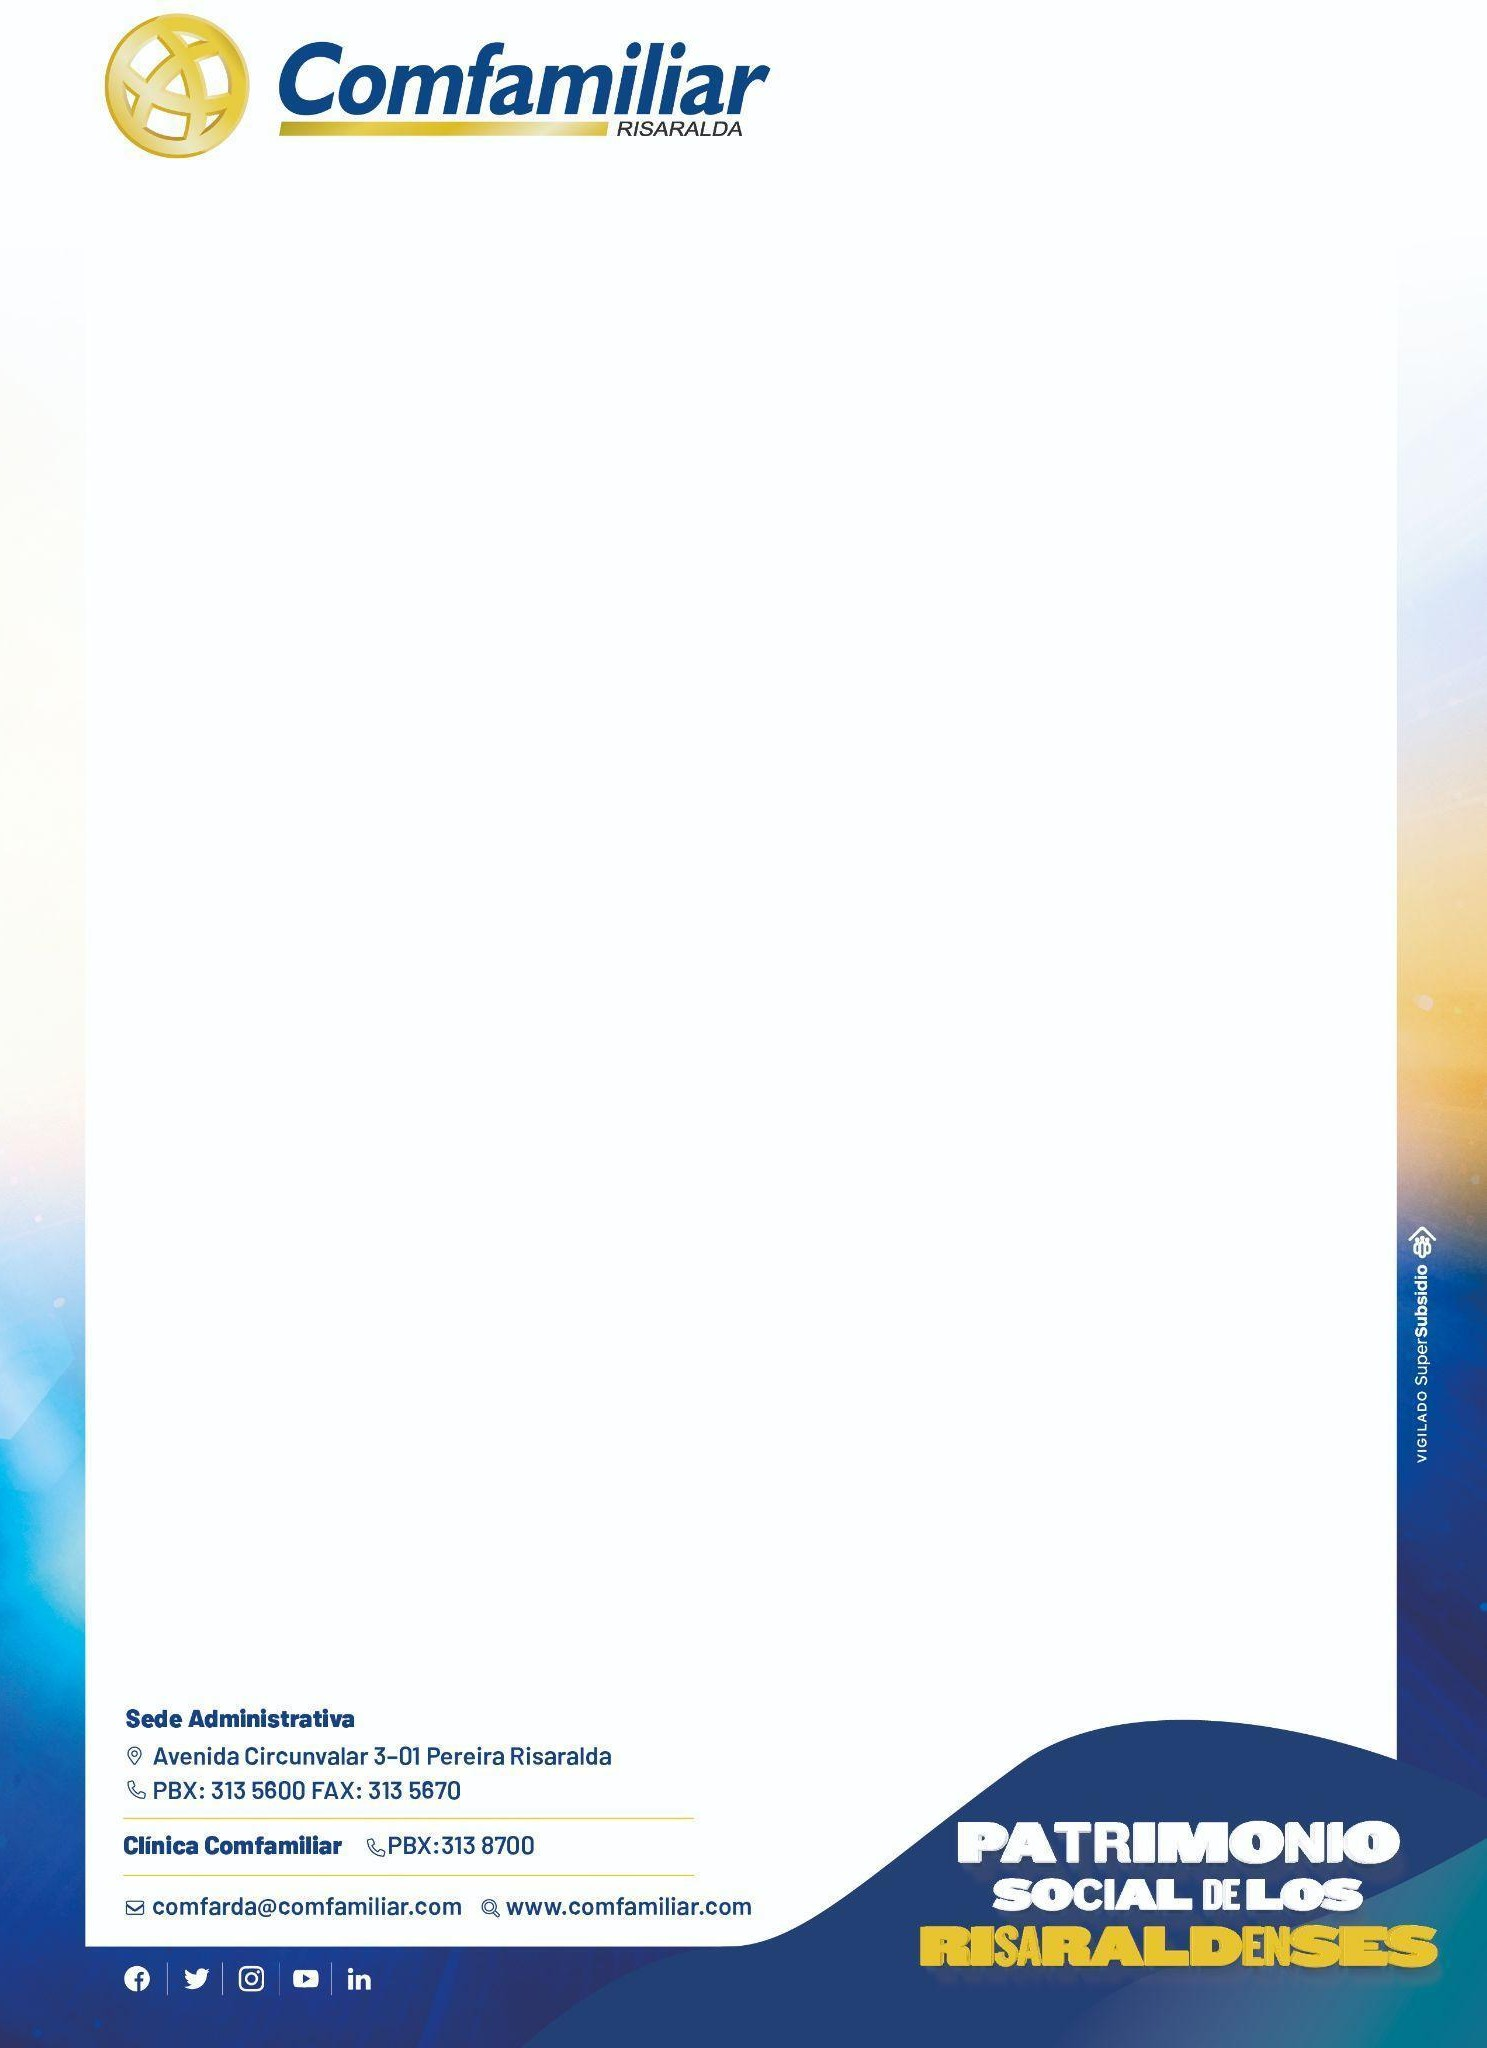 Comfamiliar
RISARALDA
VIGILADO SuperSubsidio
Sede Administrativa
Avenida Circunvalar 3-01 Pereira Risaralda
PBX: 313 5600 FAX: 313 5670
Clínica Comfamiliar PBX:313 8700
comfarda@comfamiliar.com www.comfamiliar.com
PATRIMONIO
SOCIAL DE LOS
RISARALDENSES